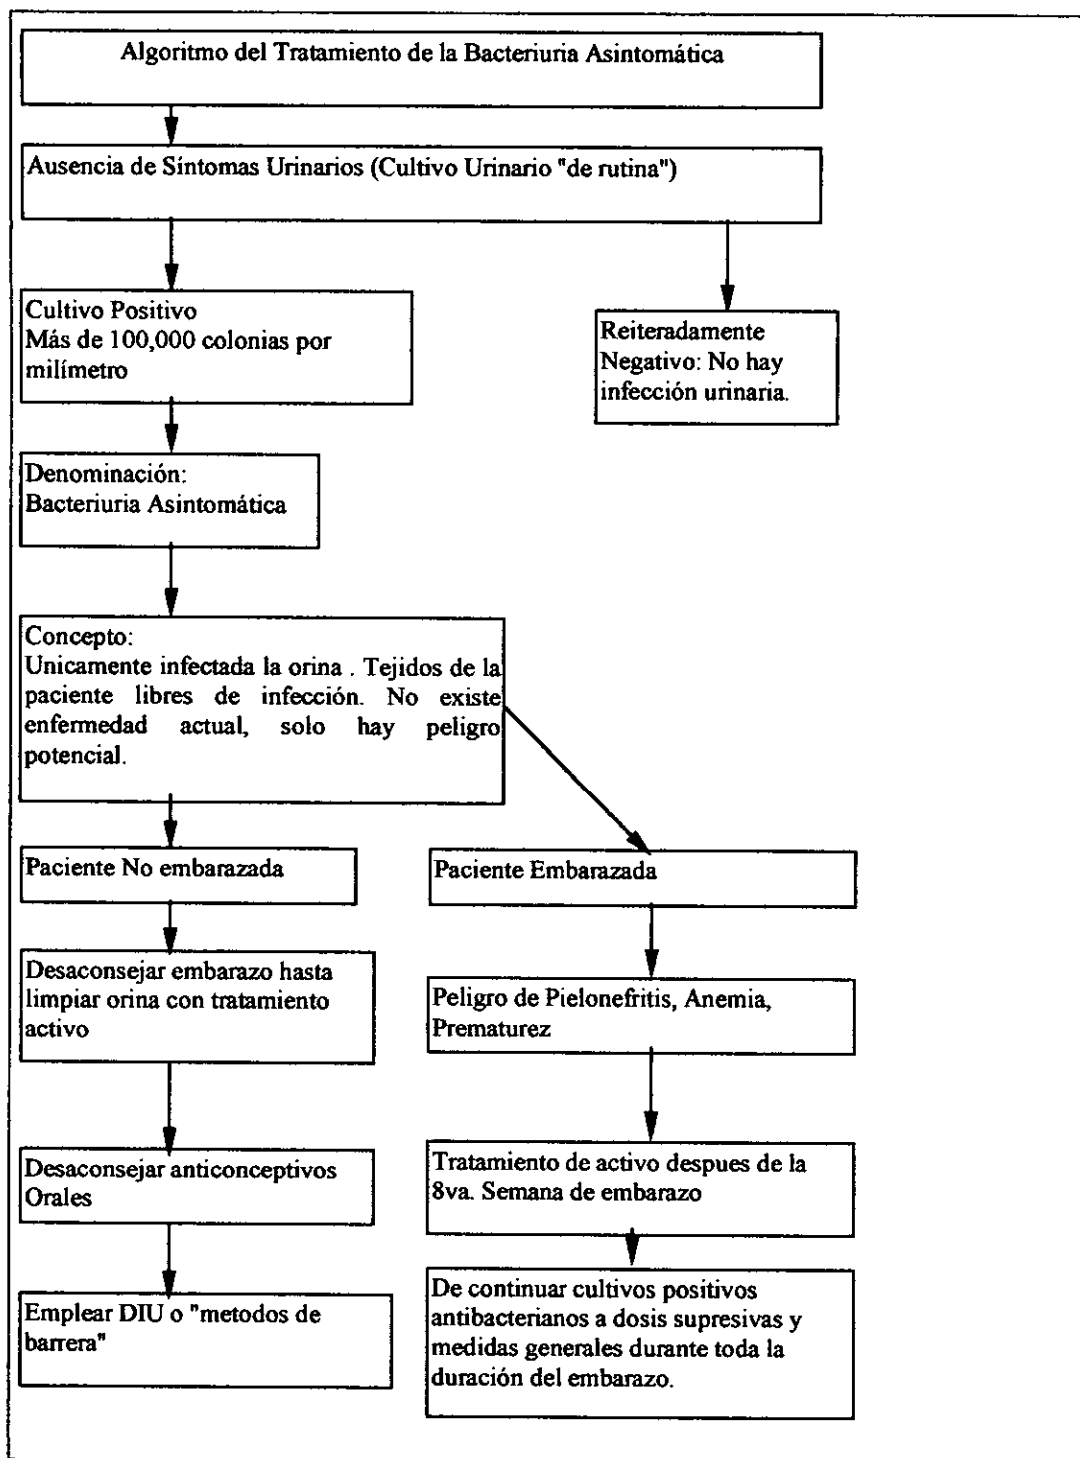 Algoritmo del Tratamiento de la Bacteriuria Asintomática
Ausencia de Síntomas Urinarios (Cultivo Urinario "de rutina")
Cultivo Positivo
Más de 100,000 colonias por
milímetro
Reiteradamente
Negativo: No hay
infección urinaria.
Denominación:
Bacteriuria Asintomática
Concepto:
Unicamente infectada la orina . Tejidos de la
paciente libres de infección. No existe
enfermedad actual, solo hay peligro
potencial.
Paciente No embarazada
Desaconsejar embarazo hasta
limpiar orina con tratamiento
activo
Desaconsejar anticonceptivos
Orales
Emplear DIU o "metodos de
barrera"
Paciente Embarazada
Peligro de Pielonefritis, Anemia,
Prematurez
Tratamiento de activo despues de la
8va. Semana de embarazo
De continuar cultivos positivos
antibacterianos a dosis supresivas y
medidas generales durante toda la
duración del embarazo.